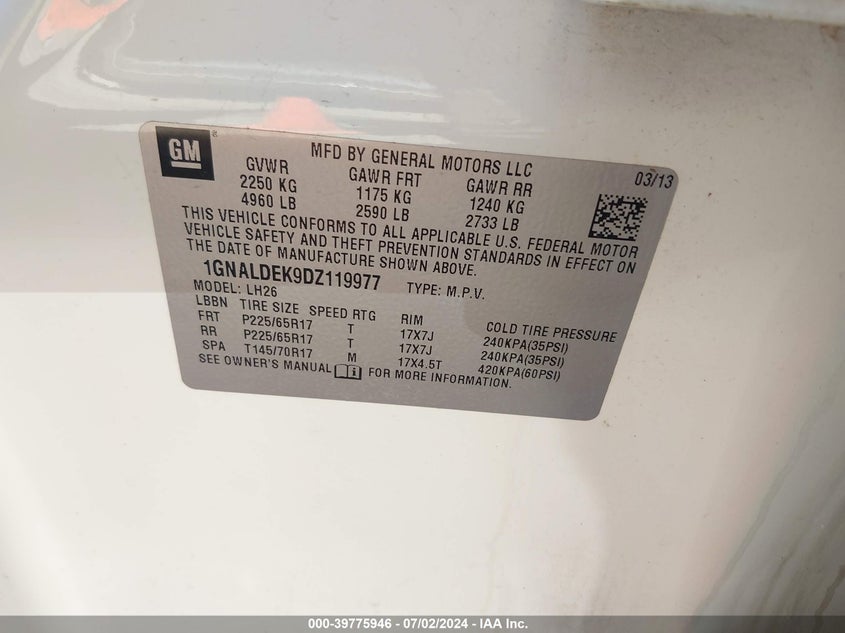 GM
MFD BY GENERAL MOTORS LLC
03/13
GVWR GAWR FRT GAWR RR
2250 KG 1175 KG 1240 KG
4960 LB 2590 LB 2733 LB
THIS VEHICLE CONFORMS TO ALL APPLICABLE U.S. FEDERAL MOTOR
VEHICLE SAFETY AND THEFT PREVENTION STANDARDS IN EFFECT ON
THE DATE OF MANUFACTURE SHOWN ABOVE.
1GNALDEK9DZ119977 TYPE: M.P.V.
MODEL: LH26
LBBN TIRE SIZE SPEED RTG RIM COLD TIRE PRESSURE
FRT P225/65R17 T 17X7J 240KPA(35PSI)
RR P225/65R17 T 17X7J 240KPA(35PSI)
SPA T145/70R17 M 17X4.5T 420KPA(60PSI)
SEE OWNER'S MANUAL FOR MORE INFORMATION.
000-39775946 - 07/02/2024 - IAA Inc.